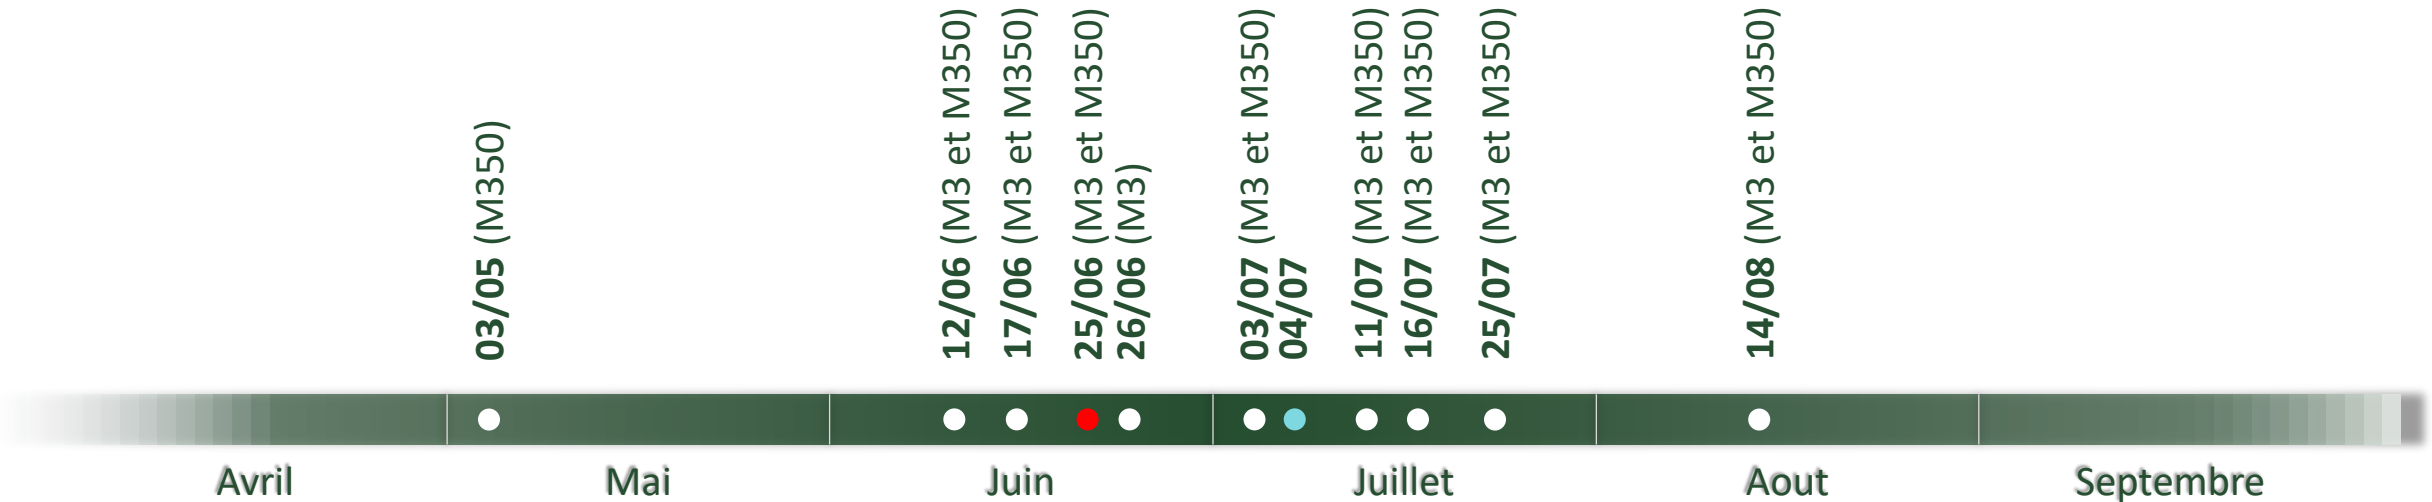 03/05 (M350)
12/06 (M3 et M350)
17/06 (M3 et M350)
25/06 (M3 et M350)
26/06 (M3)
03/07 (M3 et M350)
04/07
11/07 (M3 et M350)
16/07 (M3 et M350)
25/07 (M3 et M350)
14/08 (M3 et M350)
Avril
Mai
Juin
Juillet
Aout
Septembre